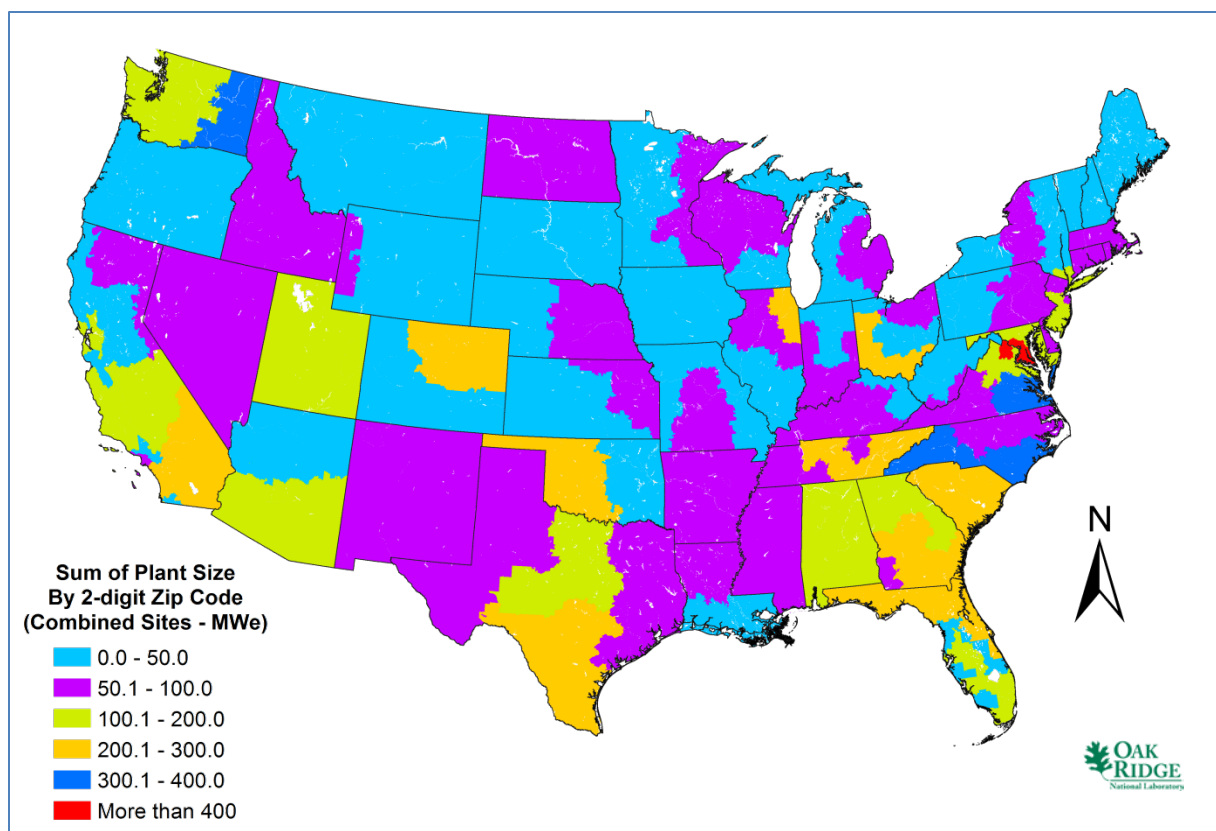 N
Sum of Plant Size
By 2-digit Zip Code
(Combined Sites - MWe)
0.0 - 50.0
50.1 - 100.0
100.1 - 200.0
200.1 - 300.0
300.1 - 400.0
More than 400
OAK
RIDGE
National Laboratory